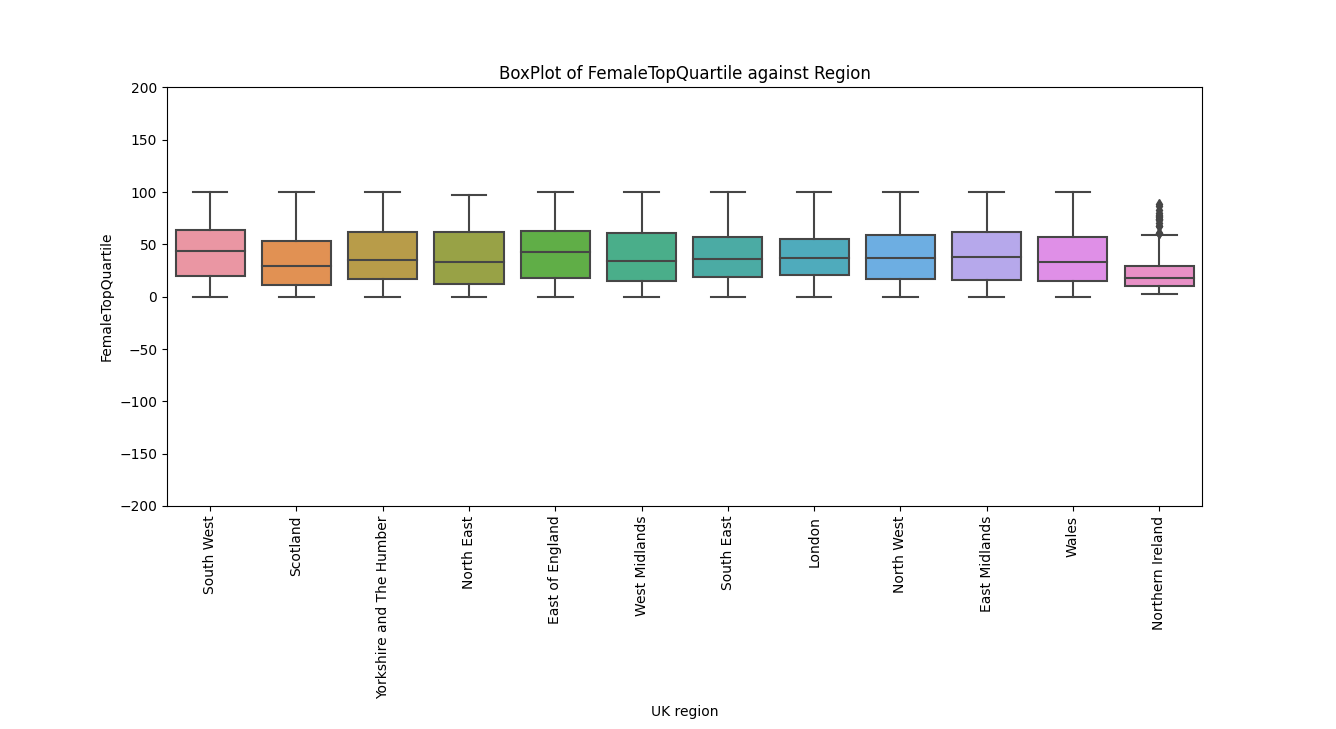 BoxPlot of FemaleTopQuartile against Region
200
150
100
50
0
−50
−100
−150
−200
FemaleTopQuartile
South West
Scotland
Yorkshire and The Humber
North East
East of England
West Midlands
South East
London
North West
East Midlands
Wales
Northern Ireland
UK region